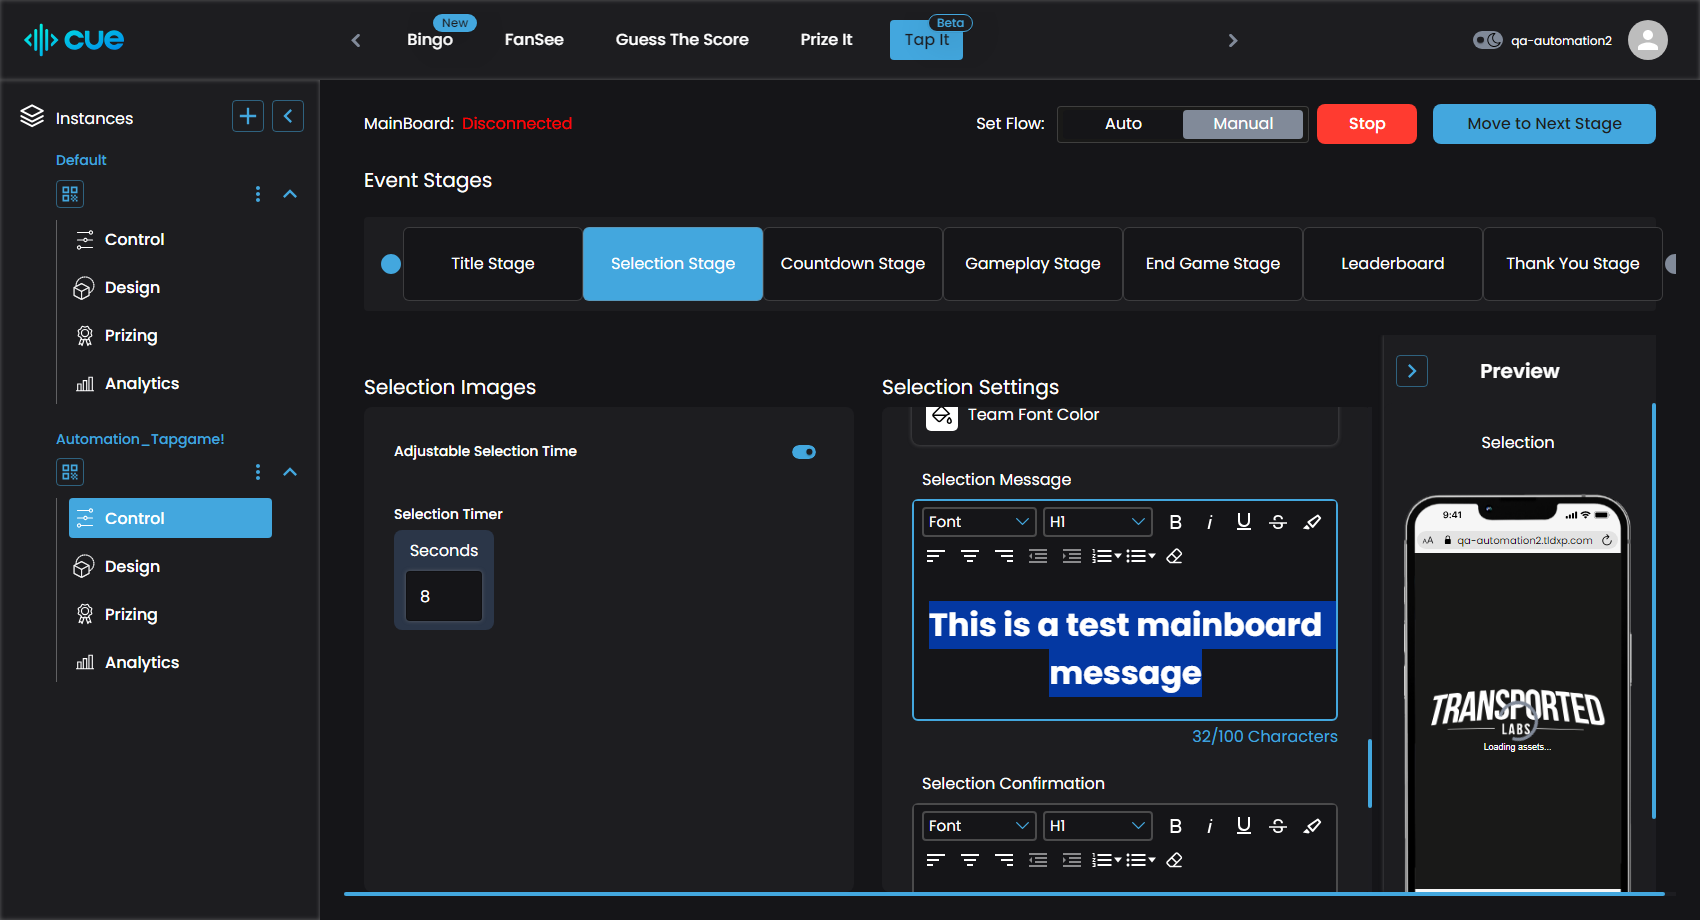 cue
New
Bingo
FanSee
Guess The Score
Prize It
Beta
Tap It
qa-automation2
Instances
Default
Control
Design
Prizing
Analytics
Automation_Tapgame!
Control
Design
Prizing
Analytics
MainBoard: Disconnected
Set Flow:
Auto
Manual
Stop
Move to Next Stage
Event Stages
Title Stage
Selection Stage
Countdown Stage
Gameplay Stage
End Game Stage
Leaderboard
Thank You Stage
Selection Images
Adjustable Selection Time
Selection Timer
Seconds
8
Selection Settings
Team Font Color
Selection Message
Font
H1
B i U S
This is a test mainboard
message
32/100 Characters
Selection Confirmation
Font
H1
B i U S
Preview
Selection
9:41
AA qa-automation2.tldxp.com
TRANSPORTED
LABS
Loading assets...